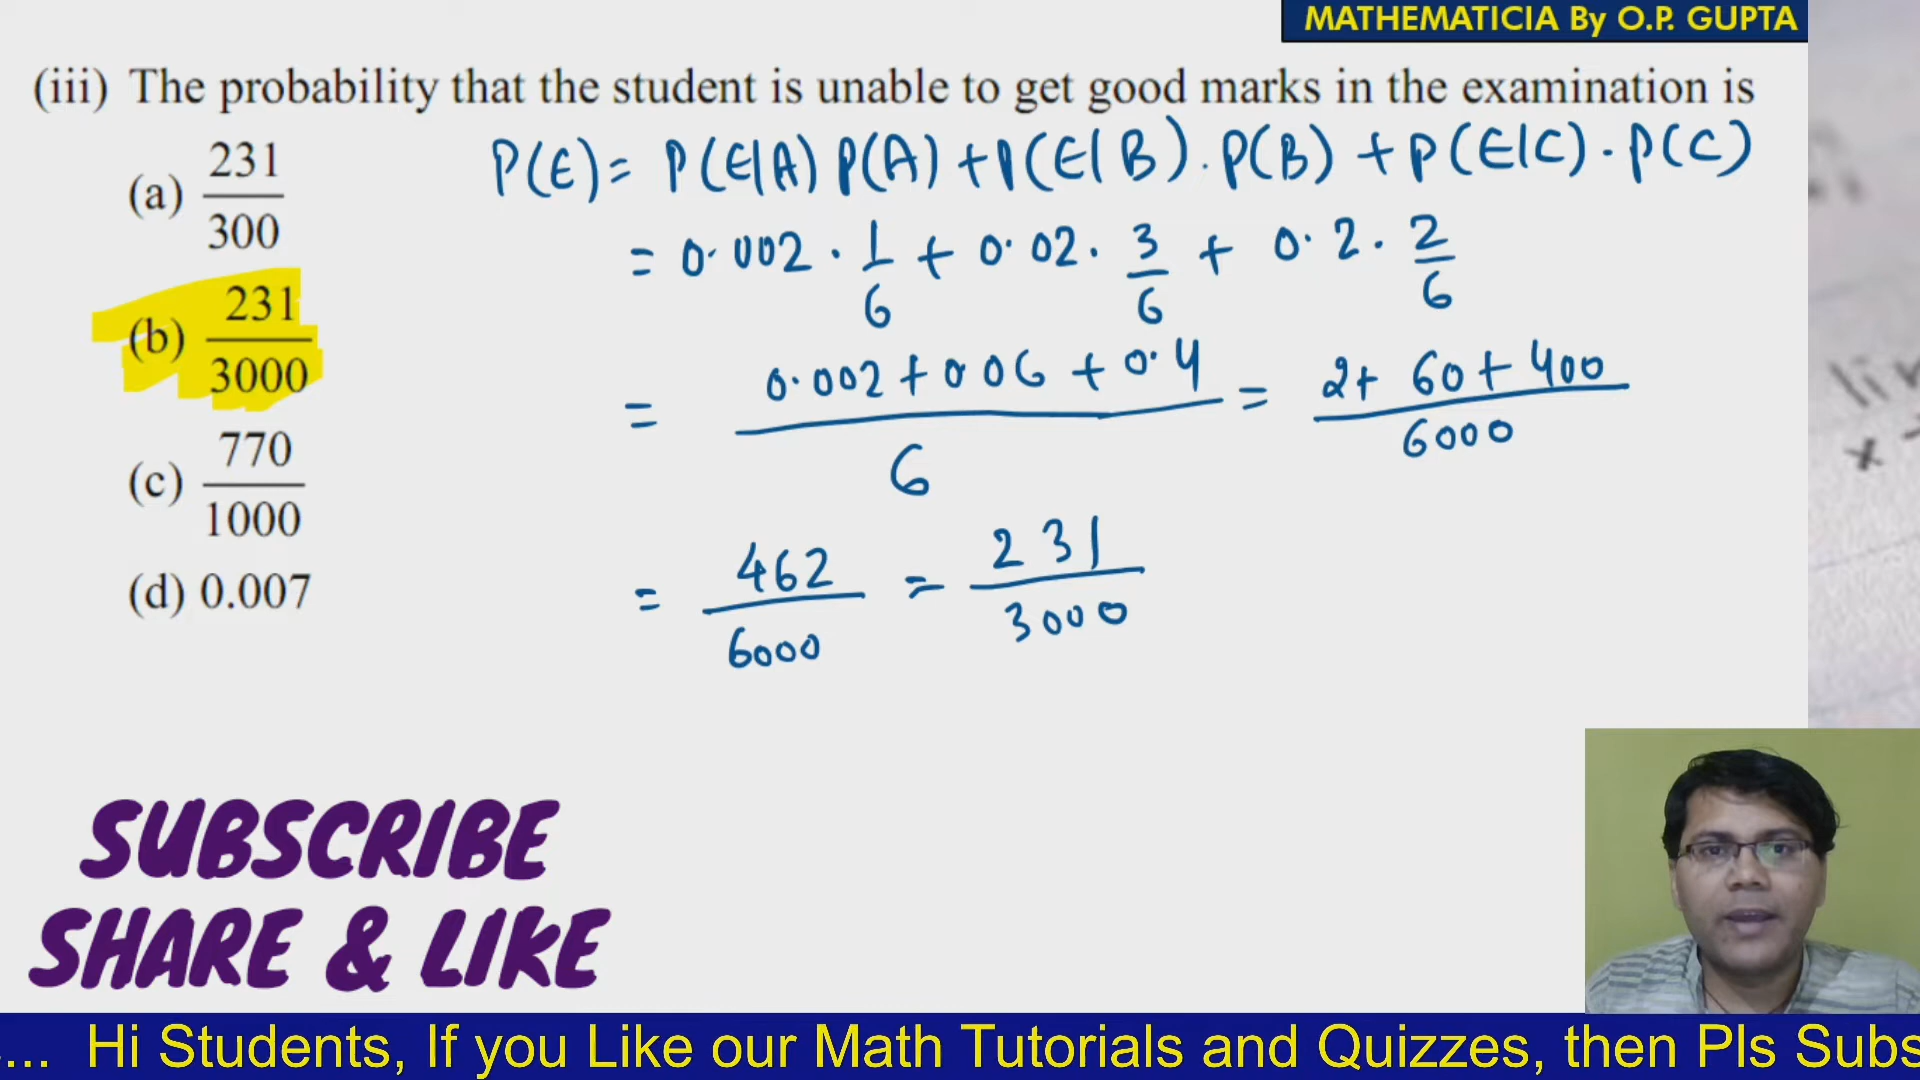 MATHEMATICIA By O.P. GUPTA
(iii) The probability that the student is unable to get good marks in the examination is
P(E) = P(E|A) P(A) + P(E|B) . P(B) + P(E|C) . P(C)
(a) 231/300
= 0.002 . 1/6 + 0.02 . 3/6 + 0.2 . 2/6
(b) 231/3000
= 0.002 + 0.06 + 0.4 / 6 = 2 + 60 + 400 / 6000
(c) 770/1000
= 462/6000 = 231/3000
(d) 0.007
SUBSCRIBE
SHARE & LIKE
... Hi Students, If you Like our Math Tutorials and Quizzes, then Pls Subs